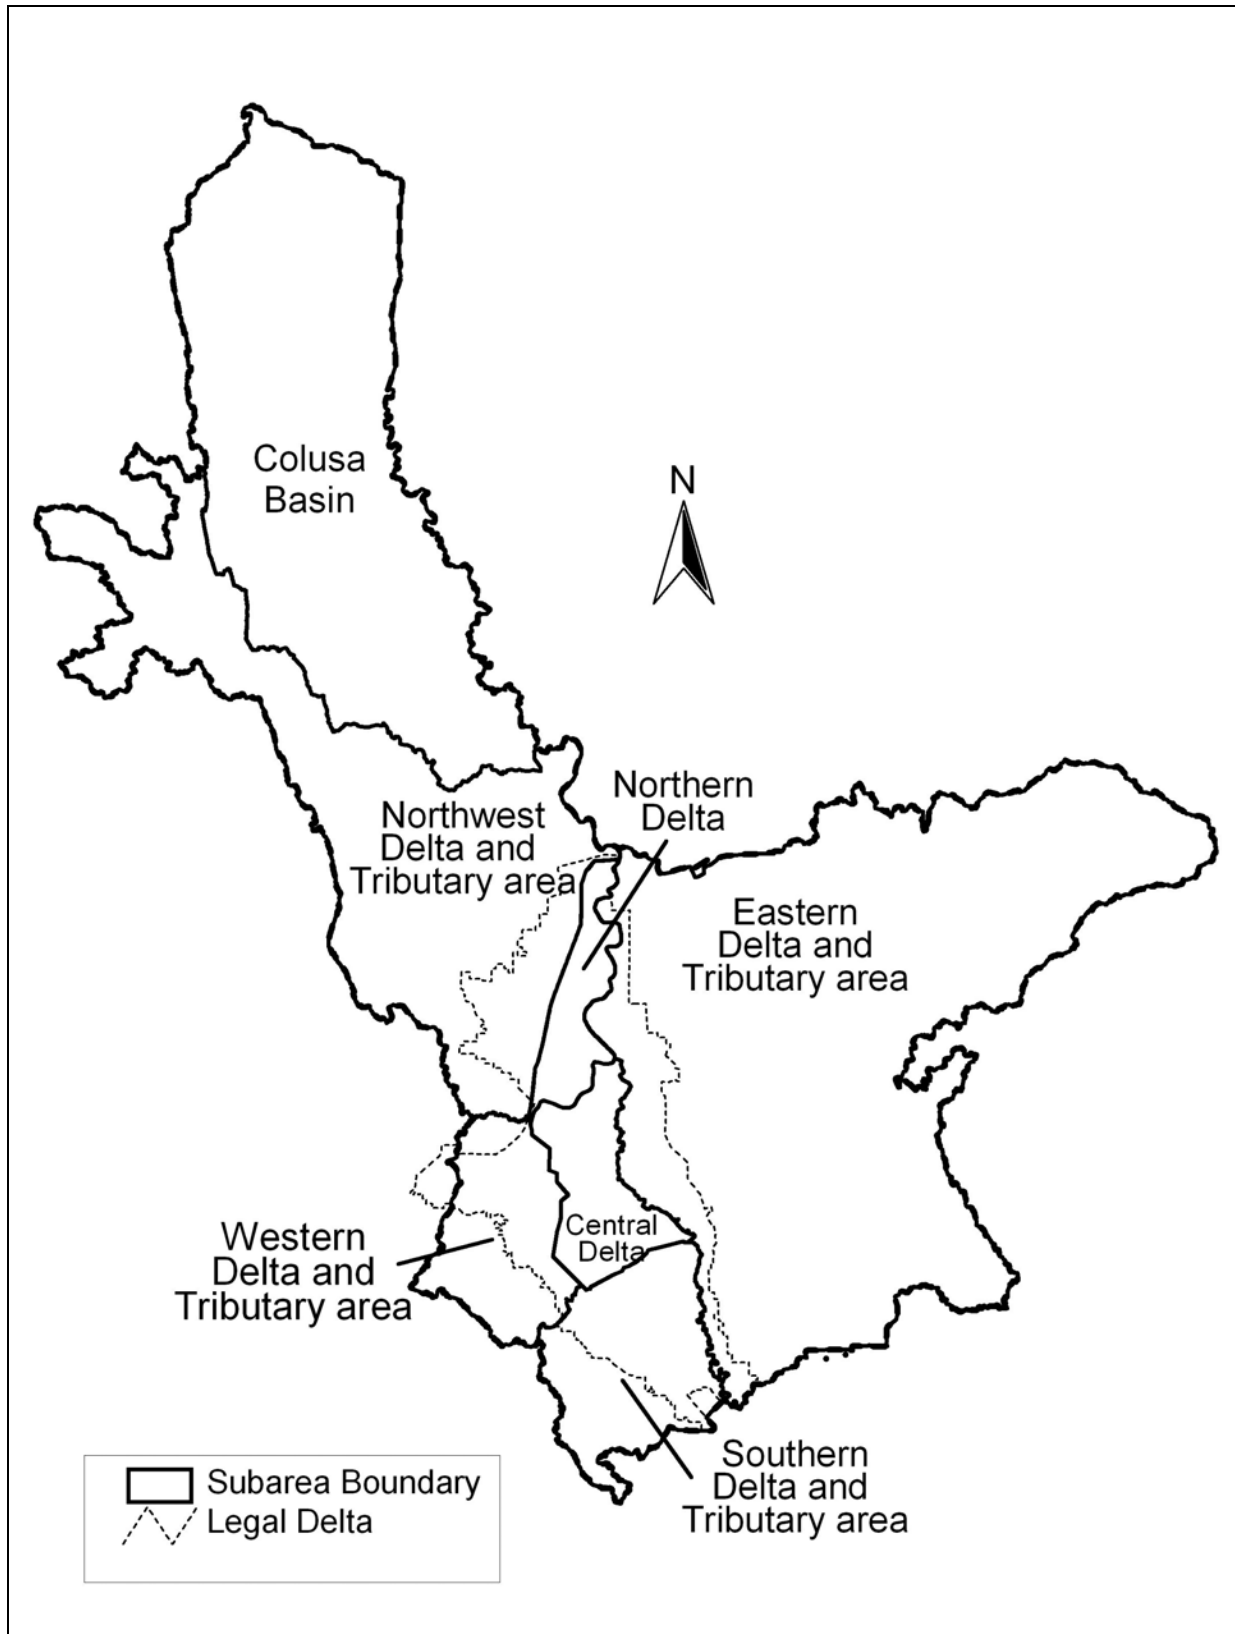 Colusa
Basin
N
Northern
Delta
Northwest
Delta and
Tributary area
Eastern
Delta and
Tributary area
Central
Delta
Western
Delta and
Tributary area
Southern
Delta and
Tributary area
Subarea Boundary
Legal Delta